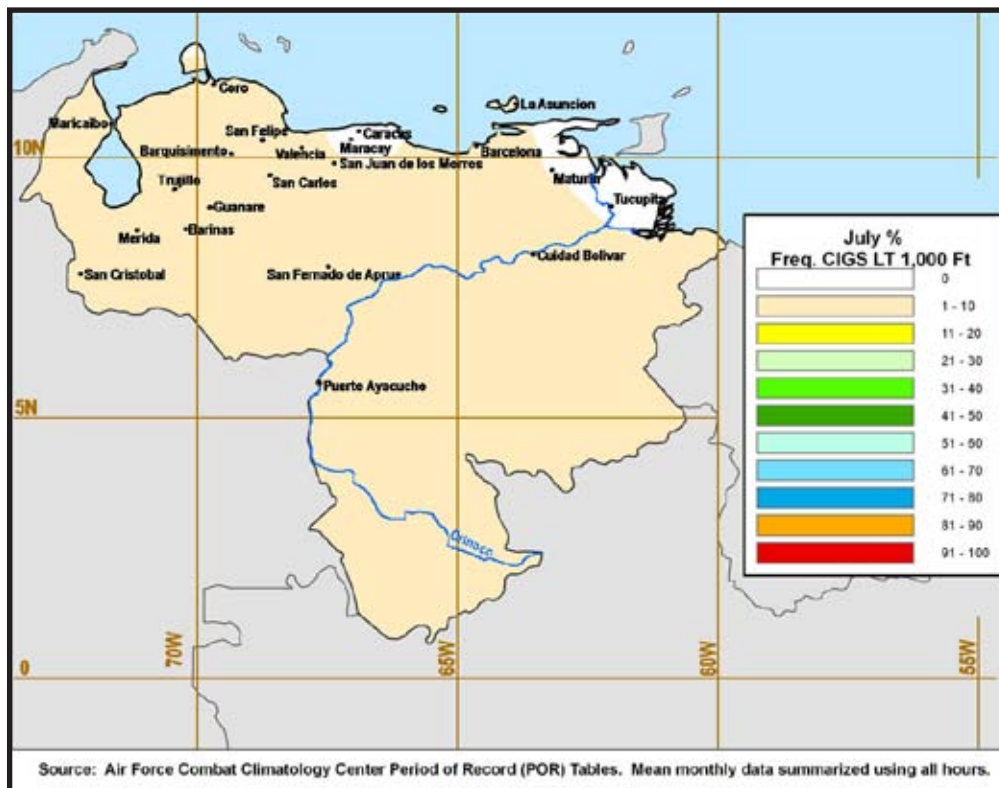 Coro
La Asuncion
Maricaibo
San Felipe
Caracas
Maracay
10N
Barquisimento
Valencia
Barcelona
San Juan de los Morros
Trujillo
San Carlos
Maturin
Tucupita
Guanare
Merida
Barinas
Cuidad Bolivar
San Cristobal
San Fernado de Aprue
July %
Freq. CIGS LT 1,000 Ft
0
1 - 10
11 - 20
21 - 30
31 - 40
41 - 50
51 - 60
61 - 70
71 - 80
81 - 90
91 - 100
Puerto Ayacucho
5N
Orinoco
70W
65W
60W
55W
0
Source: Air Force Combat Climatology Center Period of Record (POR) Tables. Mean monthly data summarized using all hours.